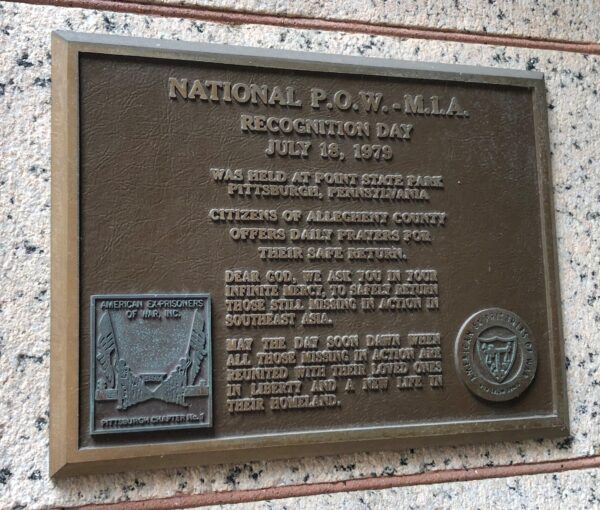 NATIONAL P.O.W. - M.I.A.
RECOGNITION DAY
JULY 18, 1979
WAS HELD AT POINT STATE PARK
PITTSBURGH, PENNSYLVANIA
CITIZENS OF ALLEGHENY COUNTY
OFFERS DAILY PRAYERS FOR
THEIR SAFE RETURN.
DEAR GOD, WE ASK YOU IN YOUR
INFINITE MERCY, TO SAFELY RETURN
THOSE STILL MISSING IN ACTION IN
SOUTHEAST ASIA.
MAY THE DAY SOON DAWN WHEN
ALL THOSE MISSING IN ACTION ARE
REUNITED WITH THEIR LOVED ONES
IN LIBERTY AND A NEW LIFE IN
THEIR HOMELAND.
AMERICAN EX-PRISONERS
OF WAR, INC.
PITTSBURGH CHAPTER No. 1